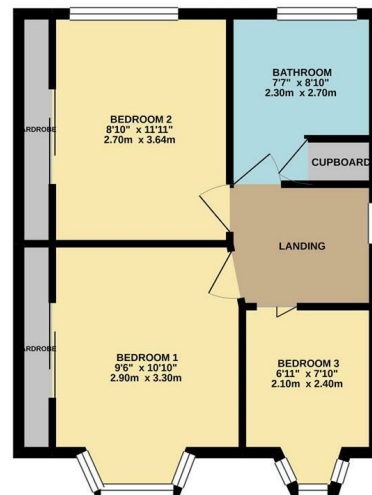 BEDROOM 2
8'10" x 11'11"
2.70m x 3.64m
BATHROOM
7'7" x 8'10"
2.30m x 2.70m
ARDROBE
CUPBOARD
LANDING
ARDROBE
BEDROOM 1
9'6" x 10'10"
2.90m x 3.30m
BEDROOM 3
6'11" x 7'10"
2.10m x 2.40m